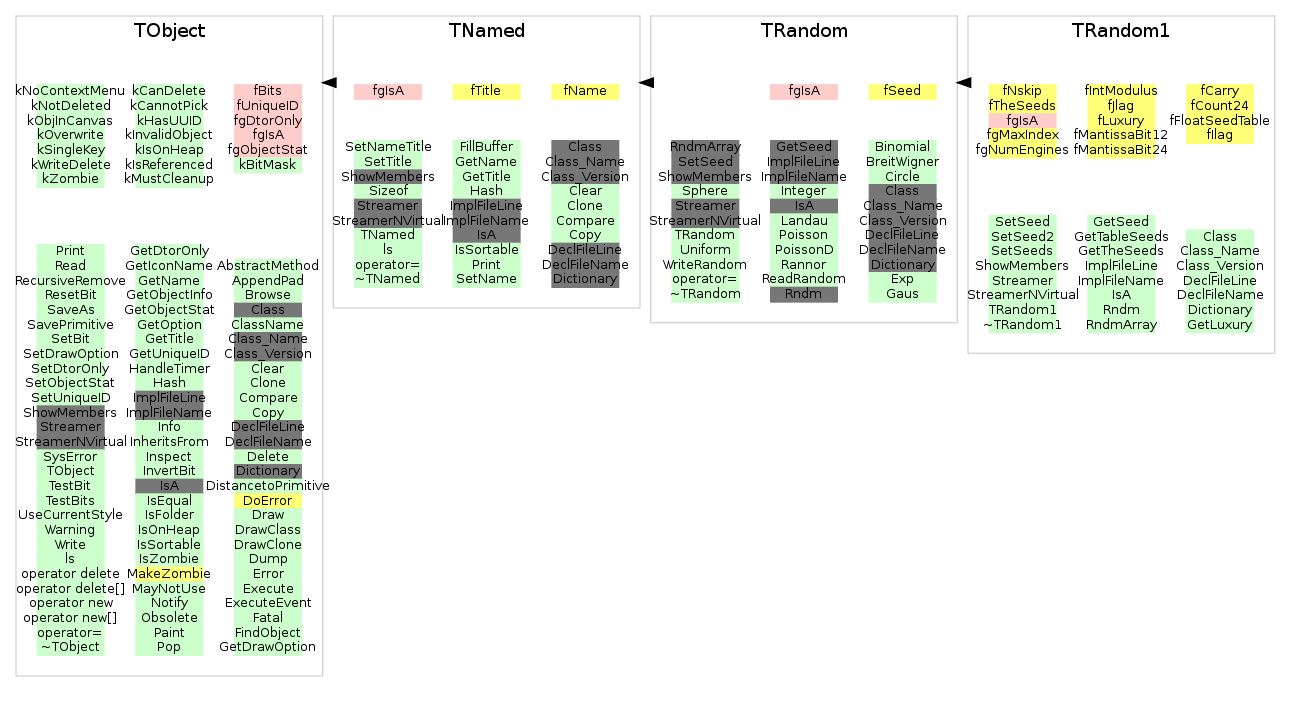 TObject
kNoContextMenu
kNotDeleted
kObjInCanvas
kOverwrite
kSingleKey
kWriteDelete
kZombie
kCanDelete
kCannotPick
kHasUUID
kInvalidObject
kIsOnHeap
kIsReferenced
kMustCleanup
fBits
fUniqueID
fgDtorOnly
fgIsA
fgObjectStat
kBitMask
Print
Read
RecursiveRemove
ResetBit
SaveAs
SavePrimitive
SetBit
SetDrawOption
SetDtorOnly
SetObjectStat
SetUniqueID
ShowMembers
Streamer
StreamerNVirtual
SysError
TObject
TestBit
TestBits
UseCurrentStyle
Warning
Write
ls
operator delete
operator delete[]
operator new
operator new[]
operator=
~TObject
GetDtorOnly
GetIconName
GetName
GetObjectInfo
GetObjectStat
GetOption
GetTitle
GetUniqueID
HandleTimer
Hash
ImplFileLine
ImplFileName
Info
InheritsFrom
Inspect
InvertBit
IsA
IsEqual
IsFolder
IsOnHeap
IsSortable
IsZombie
MakeZombie
MayNotUse
Notify
Obsolete
Paint
Pop
AbstractMethod
AppendPad
Browse
Class
ClassName
Class_Name
Class_Version
Clear
Clone
Compare
Copy
DeclFileLine
DeclFileName
Delete
Dictionary
DistancetoPrimitive
DoError
Draw
DrawClass
DrawClone
Dump
Error
Execute
ExecuteEvent
Fatal
FindObject
GetDrawOption
TNamed
fgIsA
fTitle
fName
SetNameTitle
SetTitle
ShowMembers
Sizeof
Streamer
StreamerNVirtual
TNamed
ls
operator=
~TNamed
FillBuffer
GetName
GetTitle
Hash
ImplFileLine
ImplFileName
IsA
IsSortable
Print
SetName
Class
Class_Name
Class_Version
Clear
Clone
Compare
Copy
DeclFileLine
DeclFileName
Dictionary
TRandom
fgIsA
fSeed
RndmArray
SetSeed
ShowMembers
Sphere
Streamer
StreamerNVirtual
TRandom
Uniform
WriteRandom
operator=
~TRandom
GetSeed
ImplFileLine
ImplFileName
Integer
IsA
Landau
Poisson
PoissonD
Rannor
ReadRandom
Rndm
Binomial
BreitWigner
Circle
Class
Class_Name
Class_Version
DeclFileLine
DeclFileName
Dictionary
Exp
Gaus
TRandom1
fNskip
fTheSeeds
fgIsA
fgMaxIndex
fgNumEngines
fIntModulus
fJlag
fLuxury
fMantissaBit12
fMantissaBit24
fCarry
fCount24
fFloatSeedTable
fIlag
SetSeed
SetSeed2
SetSeeds
ShowMembers
Streamer
StreamerNVirtual
TRandom1
~TRandom1
GetSeed
GetTableSeeds
GetTheSeeds
ImplFileLine
ImplFileName
IsA
Rndm
RndmArray
Class
Class_Name
Class_Version
DeclFileLine
DeclFileName
Dictionary
GetLuxury